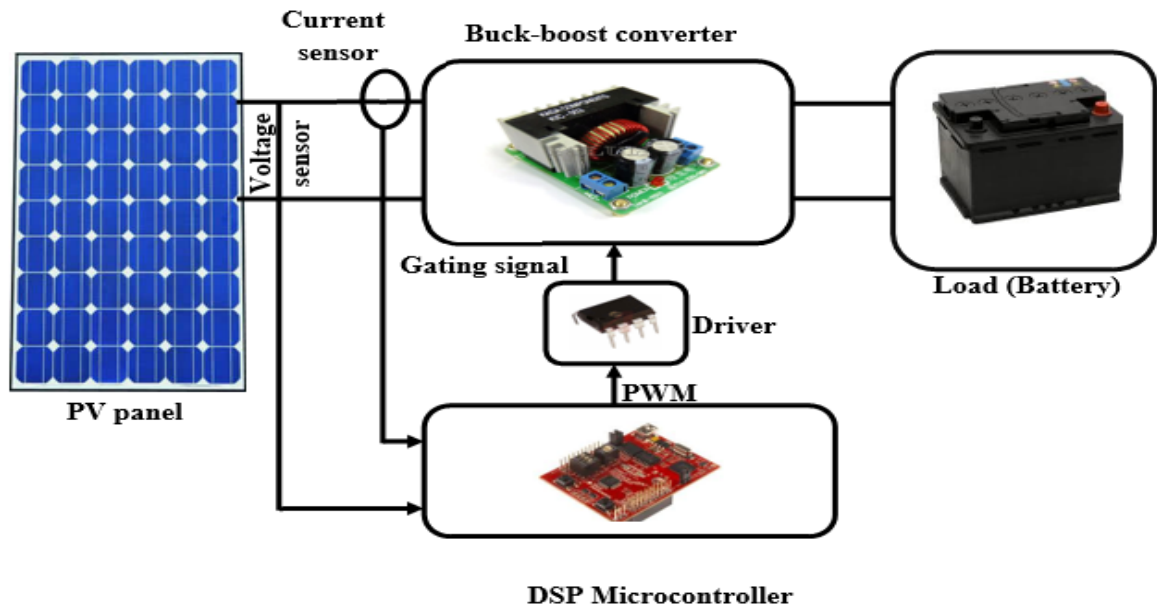 Current
sensor
Buck-boost converter
Voltage
sensor
Gating signal
Load (Battery)
Driver
PV panel
PWM
DSP Microcontroller